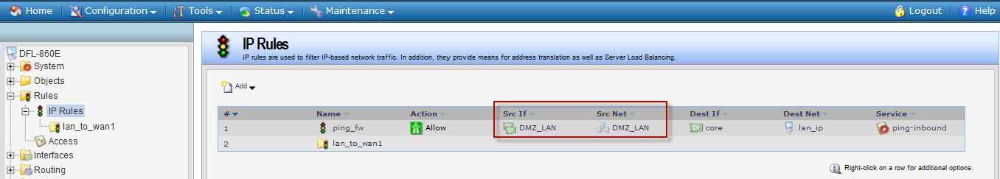 Home Configuration Tools Status Maintenance Logout Help
DFL-860E
System
Objects
Rules
IP Rules
lan_to_wan1
Access
Interfaces
Routing
IP Rules
IP rules are used to filter IP-based network traffic. In addition, they provide means for address translation as well as Server Load Balancing.
Add
# Name Action Src If Src Net Dest If Dest Net Service
1 ping_fw Allow DMZ_LAN DMZ_LAN core lan_ip ping-inbound
2 lan_to_wan1
Right-click on a row for additional options.